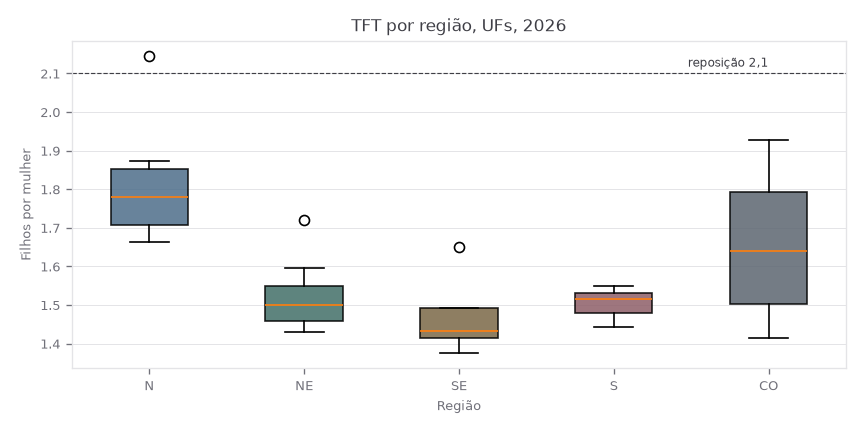 TFT por região, UFs, 2026
reposição 2,1
Filhos por mulher
2.1
2.0
1.9
1.8
1.7
1.6
1.5
1.4
N NE SE S CO
Região